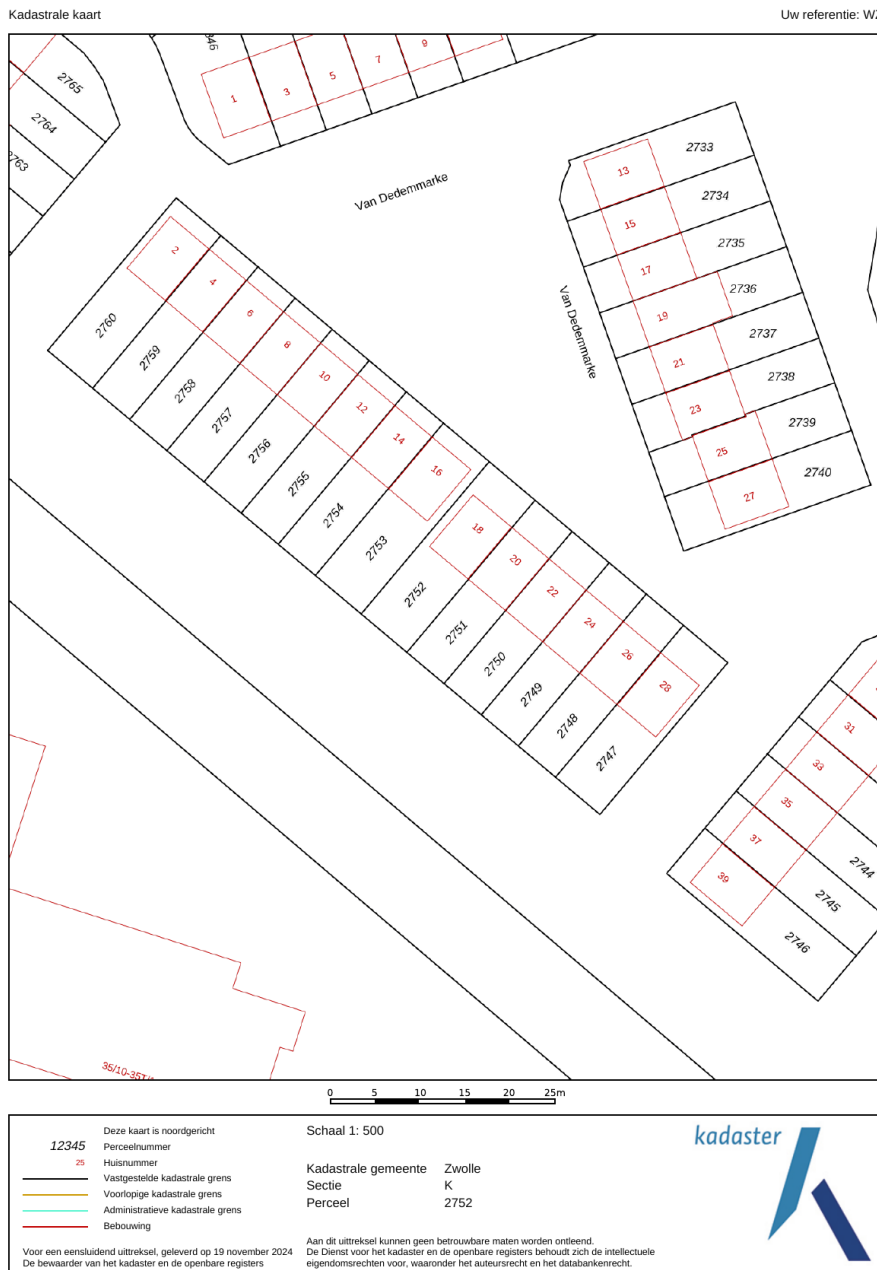 Kadastrale kaart
Uw referentie: WZ
2765
2764
2763
1
3
5
7
9
Van Dedemmarke
13
2733
15
2734
17
2735
19
2736
21
2737
23
2738
25
2739
27
2740
Van Dedemmarke
2
4
6
8
10
12
14
16
18
20
22
24
26
28
2760
2759
2758
2757
2756
2755
2754
2753
2752
2751
2750
2749
2748
2747
31
33
35
37
39
2744
2745
2746
0 5 10 15 20 25m
Deze kaart is noordgericht
12345 Perceelnummer
25 Huisnummer
Vastgestelde kadastrale grens
Voorlopige kadastrale grens
Administratieve kadastrale grens
Bebouwing
Voor een eensluidend uittreksel, geleverd op 19 november 2024
De bewaarder van het kadaster en de openbare registers
Schaal 1: 500
Kadastrale gemeente Zwolle
Sectie K
Perceel 2752
Aan dit uittreksel kunnen geen betrouwbare maten worden ontleend.
De Dienst voor het kadaster en de openbare registers behoudt zich de intellectuele
eigendomsrechten voor, waaronder het auteursrecht en het databankenrecht.
kadaster